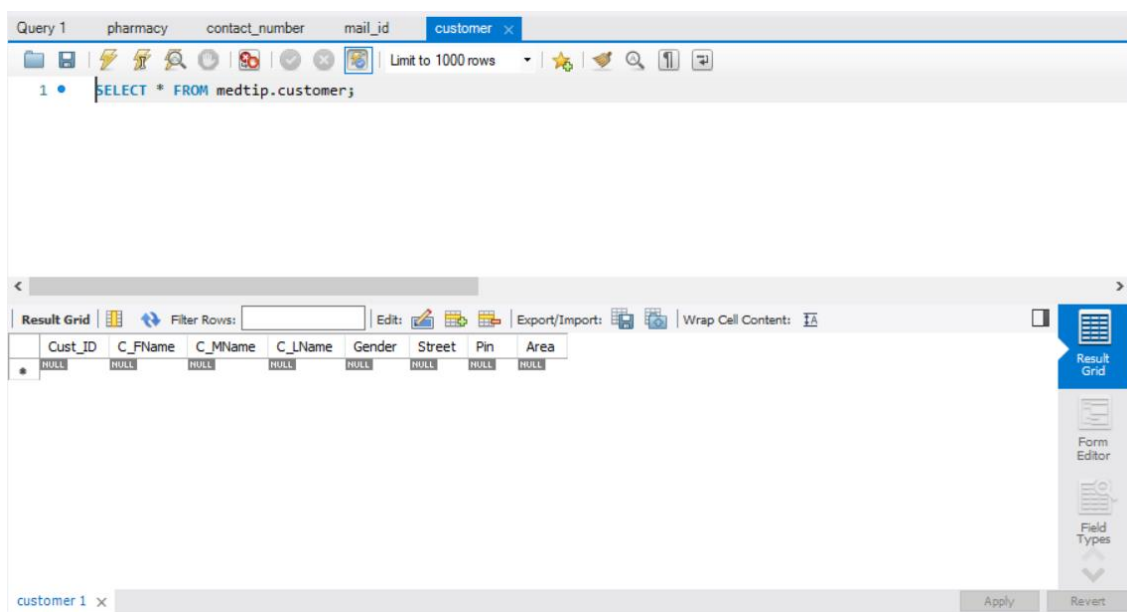 Query 1 pharmacy contact_number mail_id customer
Limit to 1000 rows
1 SELECT * FROM medtip.customer;
Result Grid Filter Rows: Edit: Export/Import: Wrap Cell Content:
Cust_ID C_FName C_MName C_LName Gender Street Pin Area
NULL NULL NULL NULL NULL NULL NULL NULL
Result
Grid
Form
Editor
Field
Types
customer 1 Apply Revert